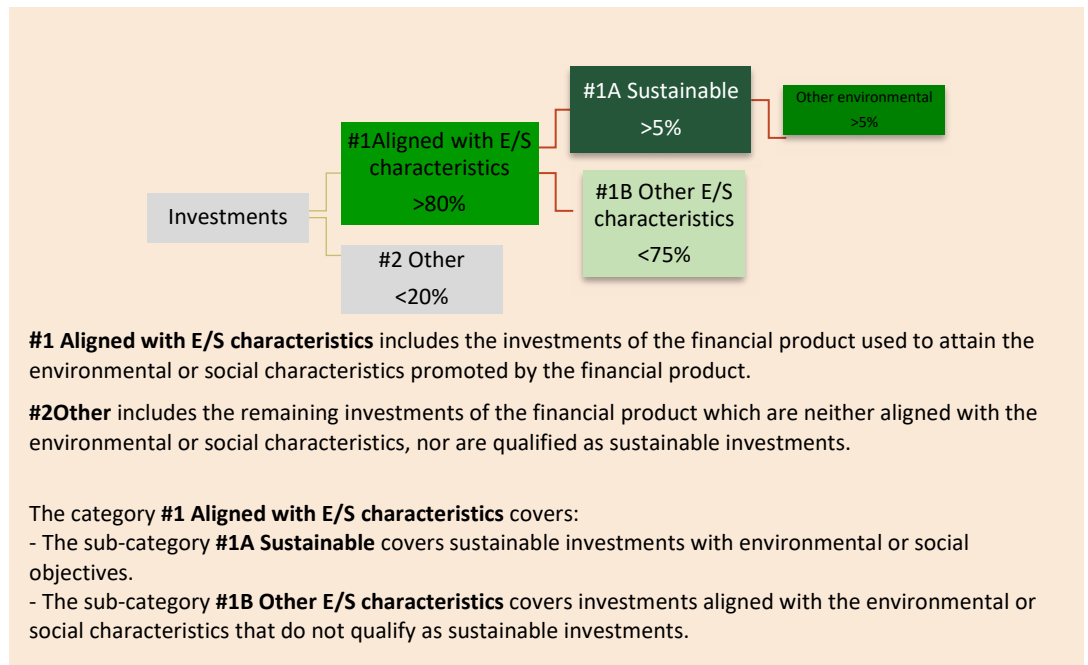 #1A Sustainable
>5%
Other environmental
>5%
#1Aligned with E/S
characteristics
>80%
#1B Other E/S
characteristics
<75%
Investments
#2 Other
<20%
#1 Aligned with E/S characteristics includes the investments of the financial product used to attain the
environmental or social characteristics promoted by the financial product.
#2Other includes the remaining investments of the financial product which are neither aligned with the
environmental or social characteristics, nor are qualified as sustainable investments.
The category #1 Aligned with E/S characteristics covers:
- The sub-category #1A Sustainable covers sustainable investments with environmental or social
objectives.
- The sub-category #1B Other E/S characteristics covers investments aligned with the environmental or
social characteristics that do not qualify as sustainable investments.